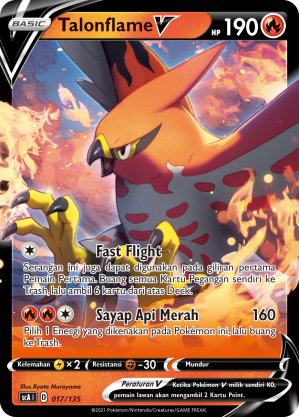 BASIC Talonflame V HP 190
Fast Flight
Serangan ini juga dapat digunakan pada giliran pertama
Pemain Pertama. Buang semua Kartu Pegangan sendiri ke
Trash, lalu ambil 6 kartu dari atas Deck.
Sayap Api Merah 160
Pilih 1 Energi yang dikenakan pada Pokémon ini, lalu buang
ke Trash.
Kelemahan ×2 Resistansi -30 Mundur
Illus. Ryota Murayama
Peraturan V Ketika Pokémon V milik sendiri KO,
pemain lawan akan mengambil 2 Kartu Point.
scA I D 017/135
©2021 Pokémon/Nintendo/Creatures/GAME FREAK.